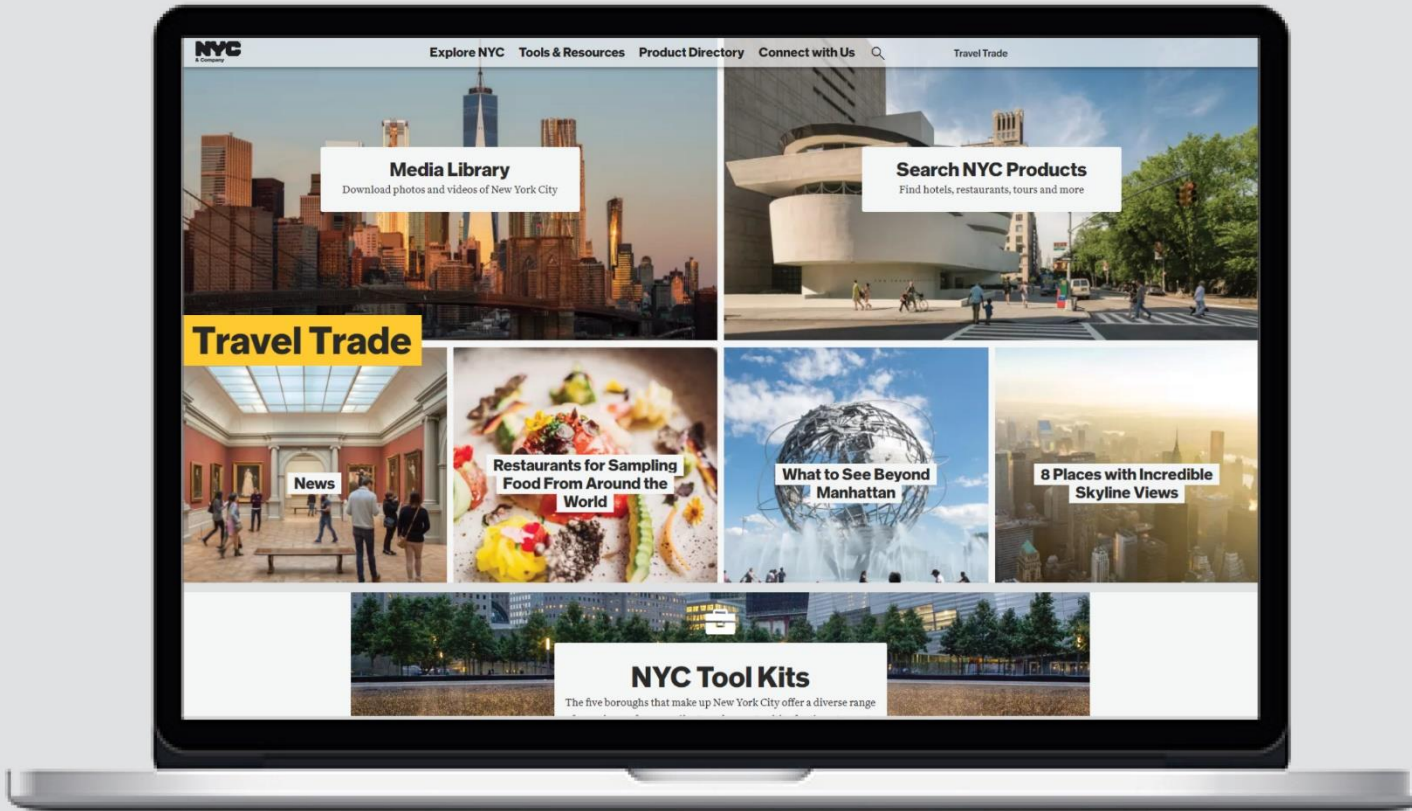 NYC
& Company
Explore NYC Tools & Resources Product Directory Connect with Us Travel Trade
Media Library
Download photos and videos of New York City
Search NYC Products
Find hotels, restaurants, tours and more
Travel Trade
News
Restaurants for Sampling
Food From Around the
World
What to See Beyond
Manhattan
8 Places with Incredible
Skyline Views
NYC Tool Kits
The five boroughs that make up New York City offer a diverse range